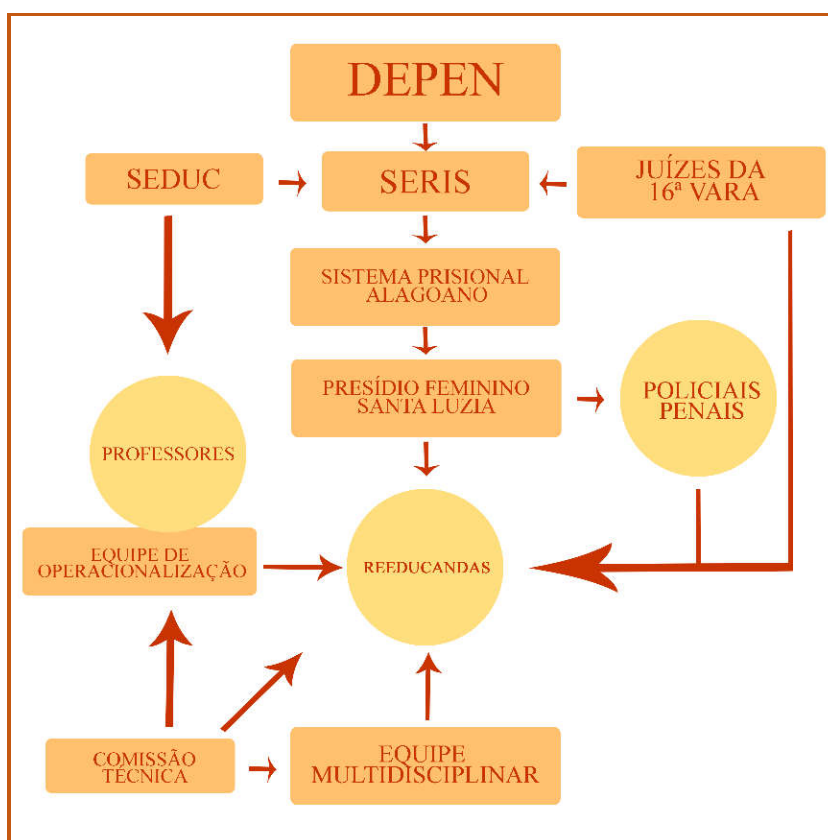 DEPEN
SEDUC
SERIS
JUÍZES DA
16ª VARA
SISTEMA PRISIONAL
ALAGOANO
PRESÍDIO FEMININO
SANTA LUZIA
POLICIAIS
PENAIS
PROFESSORES
EQUIPE DE
OPERACIONALIZAÇÃO
REEDUCANDAS
COMISSÃO
TÉCNICA
EQUIPE
MULTIDISCIPLINAR